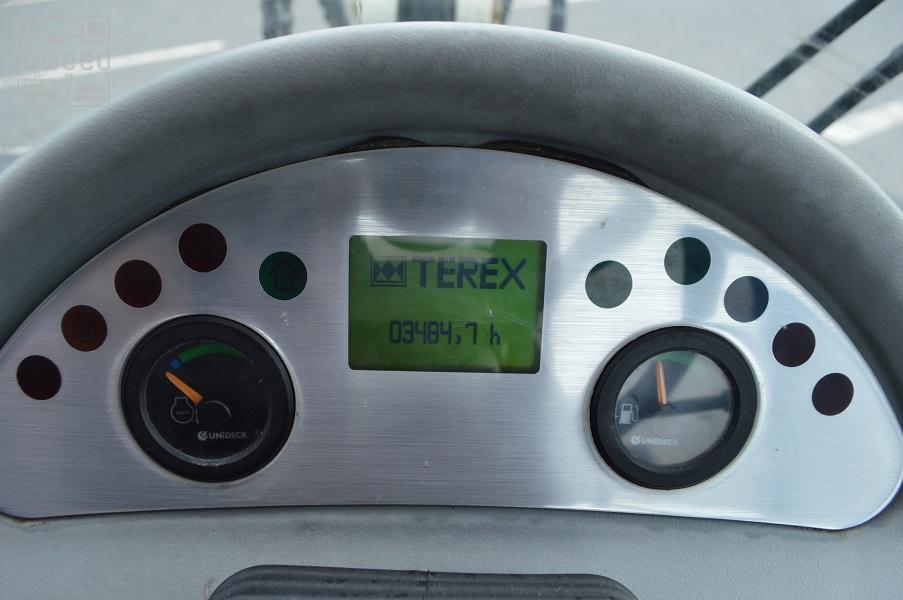 TEREX
03484,7 h
UNiDECK
UNiDECK